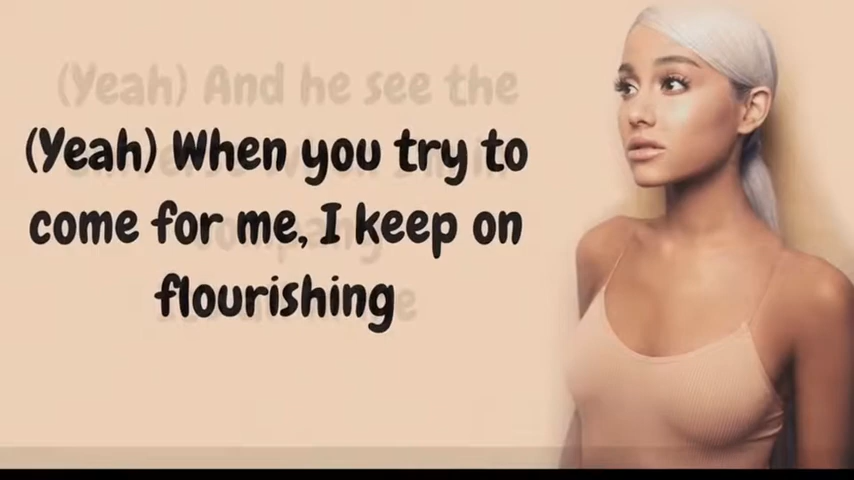 (Yeah) And he see the
(Yeah) When you try to
come for me, I keep on
flourishing